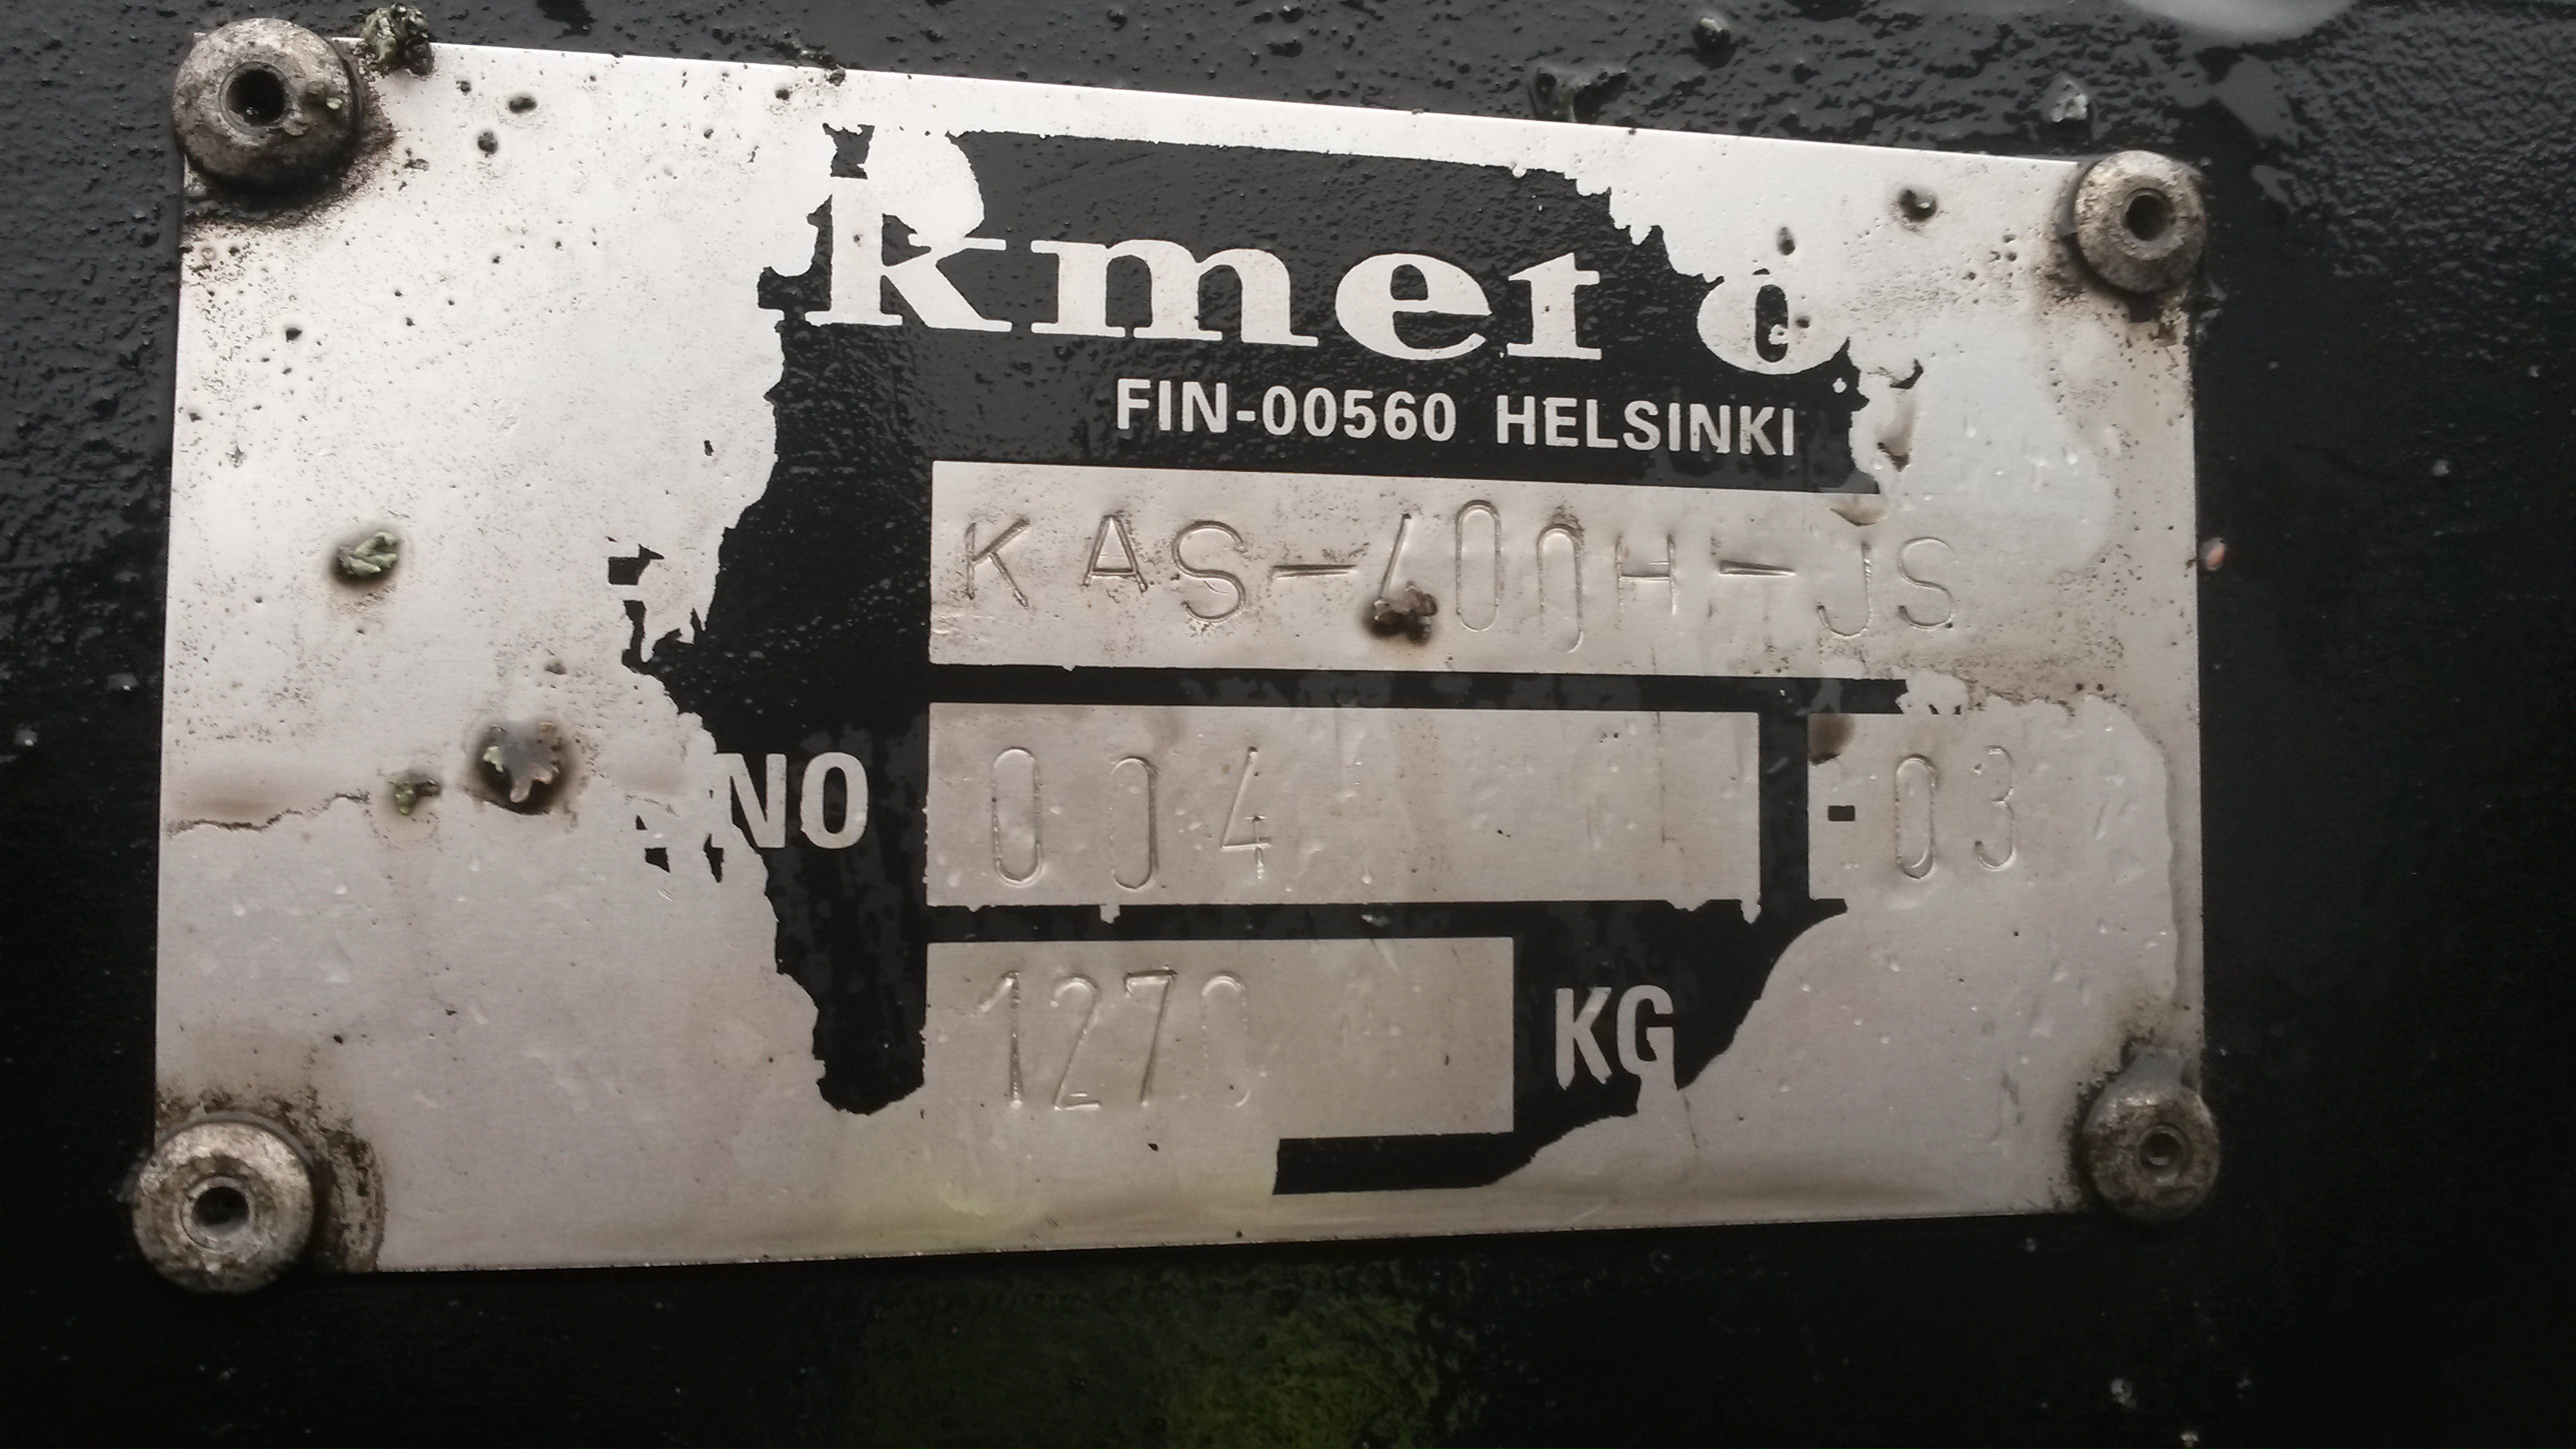 kmet o
FIN-00560 HELSINKI
KAS-400H-JS
NO 004 -03
1270 KG